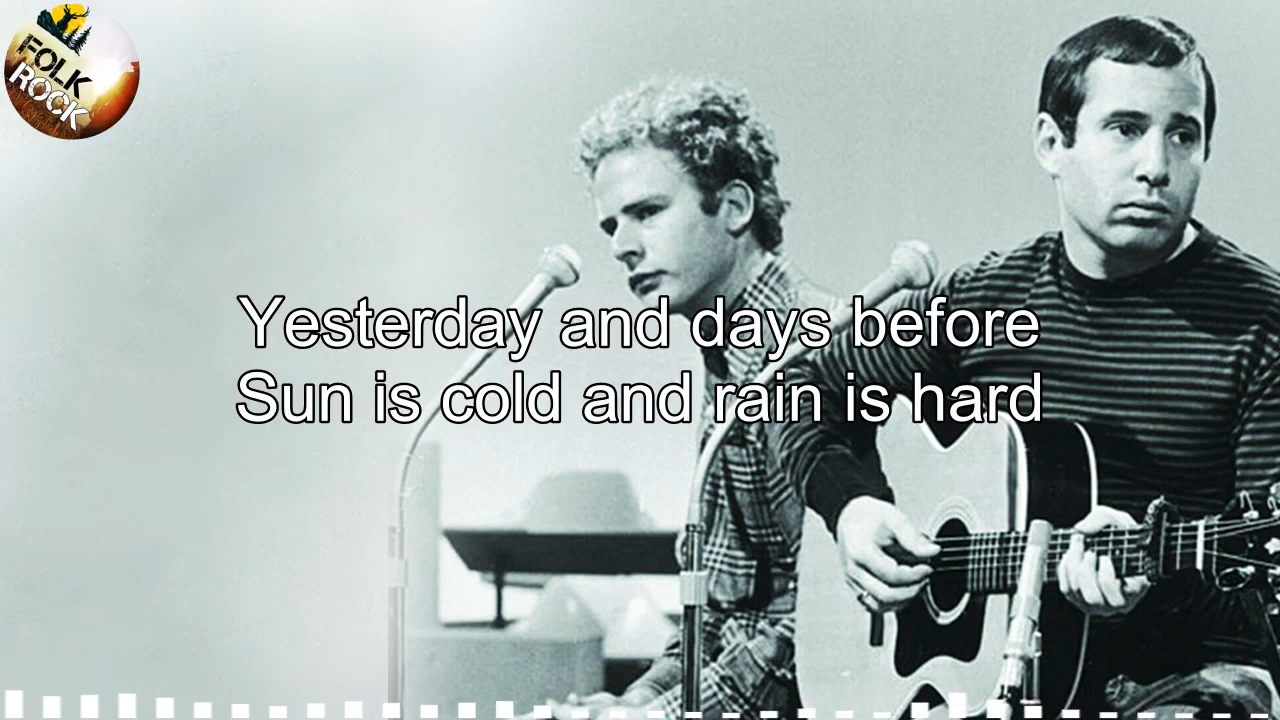 FOLK
ROCK
Yesterday and days before
Sun is cold and rain is hard